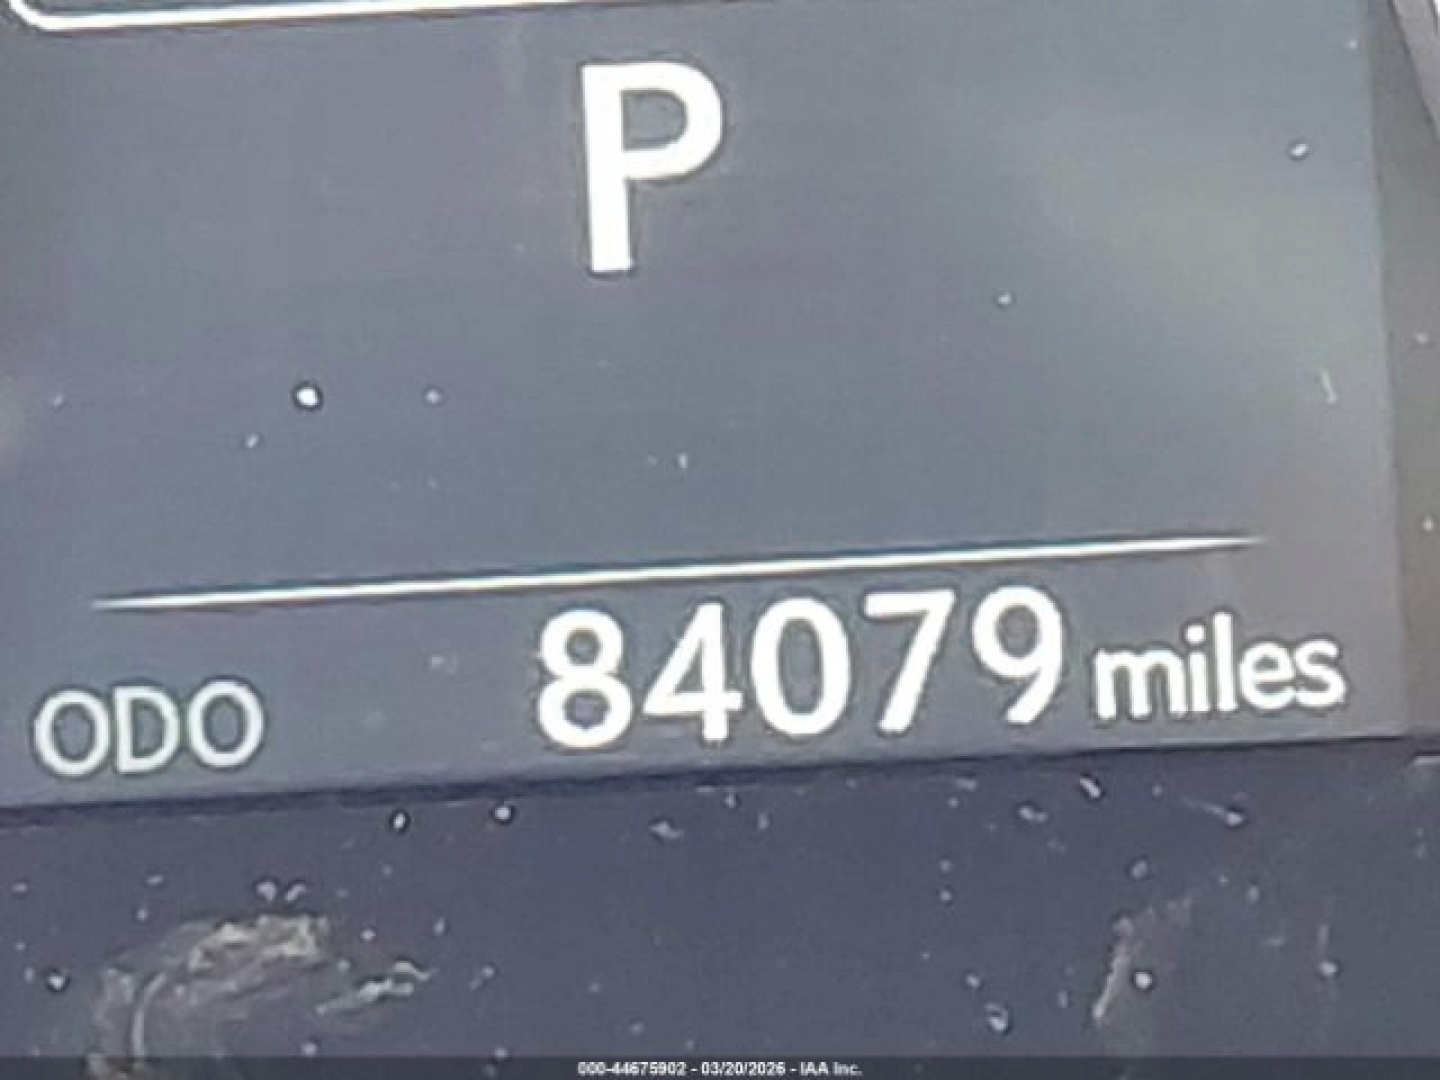 P
ODO 84079 miles
000-44675902 - 03/20/2026 - IAA Inc.